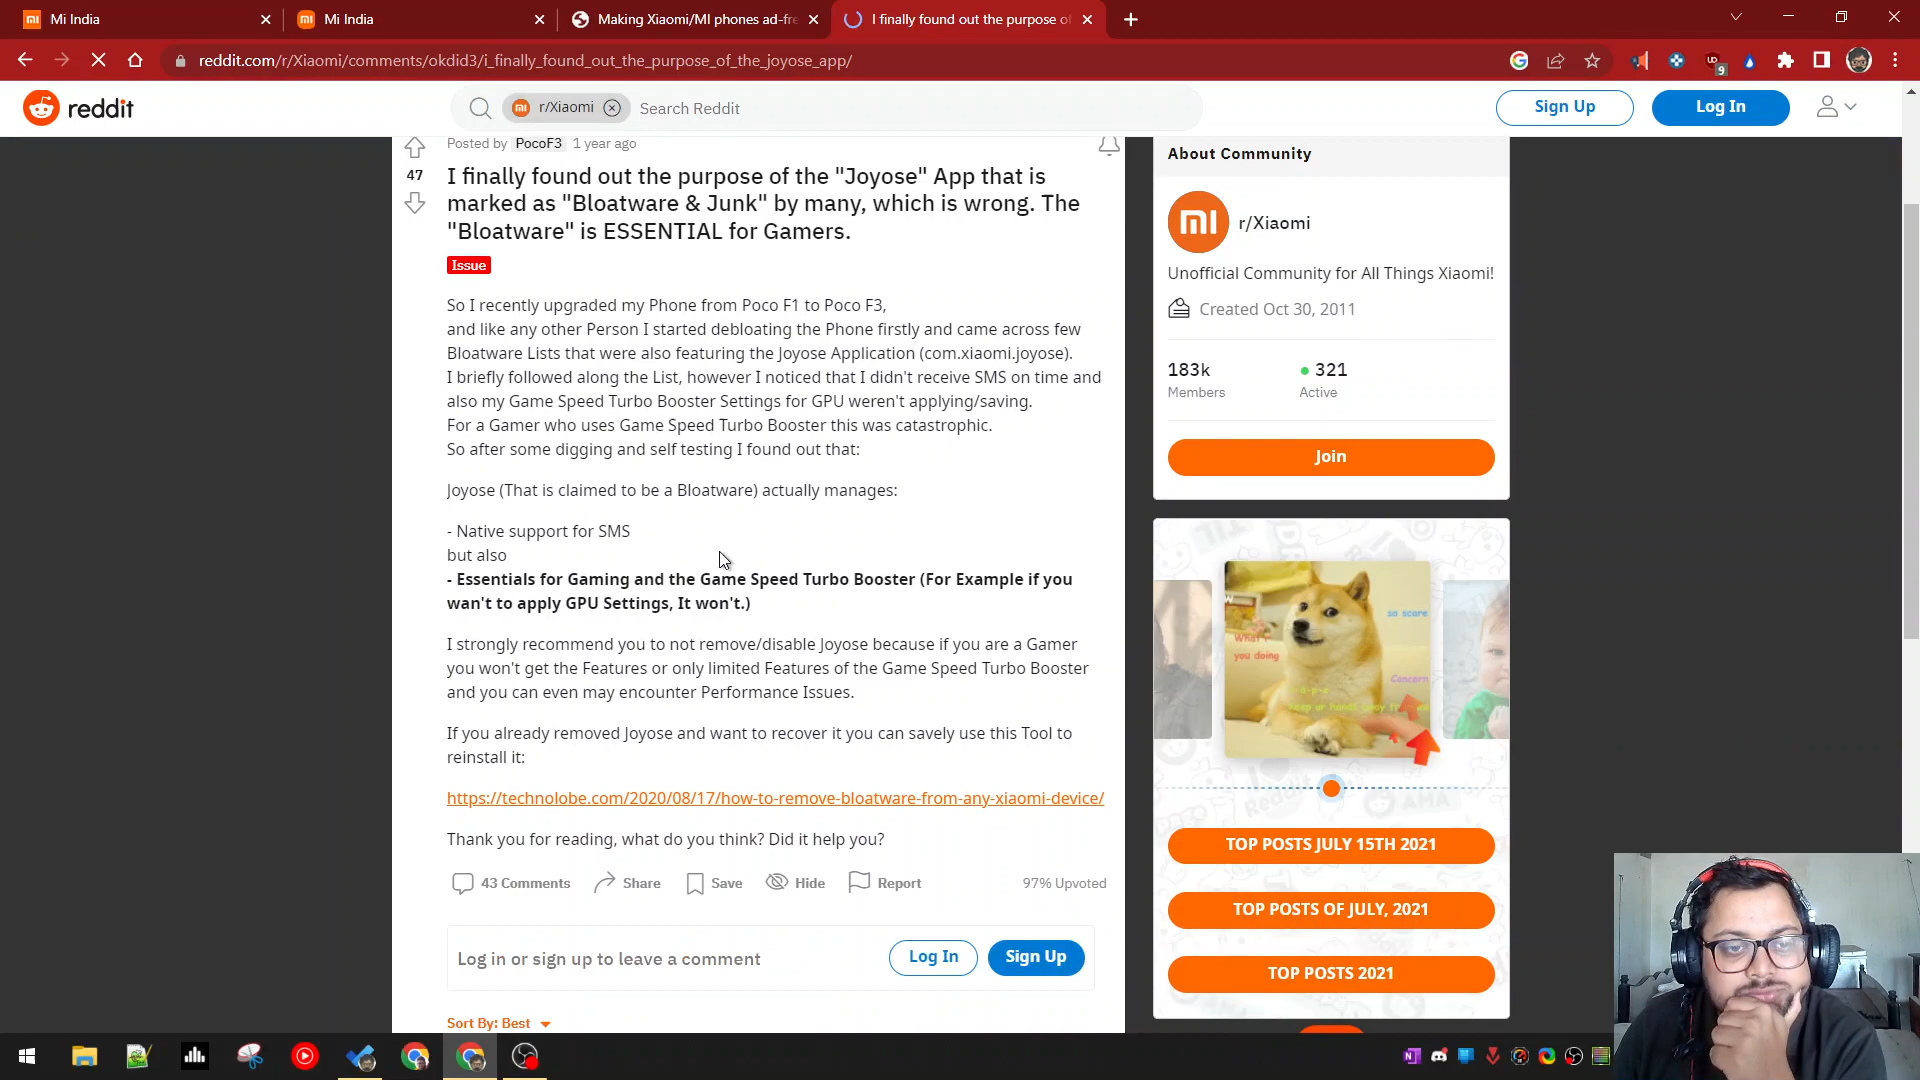 Mi India
Mi India
Making Xiaomi/MI phones ad-fre
I finally found out the purpose of
reddit.com/r/Xiaomi/comments/okdid3/i_finally_found_out_the_purpose_of_the_joyose_app/
9
reddit
r/Xiaomi
Search Reddit
Sign Up
Log In
Posted by PocoF3 1 year ago
47
I finally found out the purpose of the "Joyose" App that is
marked as "Bloatware & Junk" by many, which is wrong. The
"Bloatware" is ESSENTIAL for Gamers.
Issue
So I recently upgraded my Phone from Poco F1 to Poco F3,
and like any other Person I started debloating the Phone firstly and came across few
Bloatware Lists that were also featuring the Joyose Application (com.xiaomi.joyose).
I briefly followed along the List, however I noticed that I didn't receive SMS on time and
also my Game Speed Turbo Booster Settings for GPU weren't applying/saving.
For a Gamer who uses Game Speed Turbo Booster this was catastrophic.
So after some digging and self testing I found out that:
Joyose (That is claimed to be a Bloatware) actually manages:
- Native support for SMS
but also
- Essentials for Gaming and the Game Speed Turbo Booster (For Example if you
wan't to apply GPU Settings, It won't.)
I strongly recommend you to not remove/disable Joyose because if you are a Gamer
you won't get the Features or only limited Features of the Game Speed Turbo Booster
and you can even may encounter Performance Issues.
If you already removed Joyose and want to recover it you can savely use this Tool to
reinstall it:
https://technolobe.com/2020/08/17/how-to-remove-bloatware-from-any-xiaomi-device/
Thank you for reading, what do you think? Did it help you?
43 Comments
Share
Save
Hide
Report
97% Upvoted
Log in or sign up to leave a comment
Log In
Sign Up
Sort By: Best
About Community
r/Xiaomi
Unofficial Community for All Things Xiaomi!
Created Oct 30, 2011
183k
321
Members
Active
Join
so scare
What
you doing
Concern
TOP POSTS JULY 15TH 2021
TOP POSTS OF JULY, 2021
TOP POSTS 2021